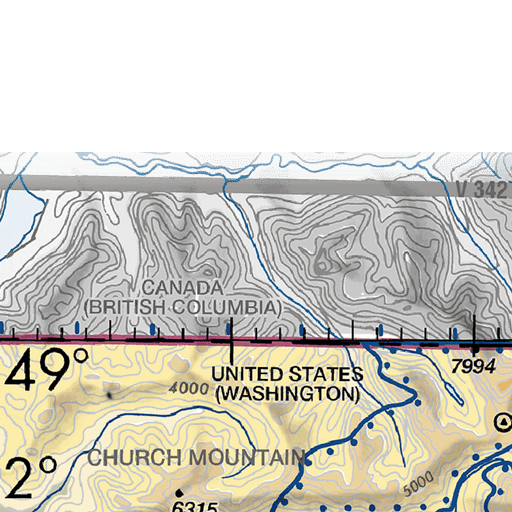 V 342
CANADA
(BRITISH COLUMBIA)
49°
7994
4000
UNITED STATES
(WASHINGTON)
2°
CHURCH MOUNTAIN
5000
6315